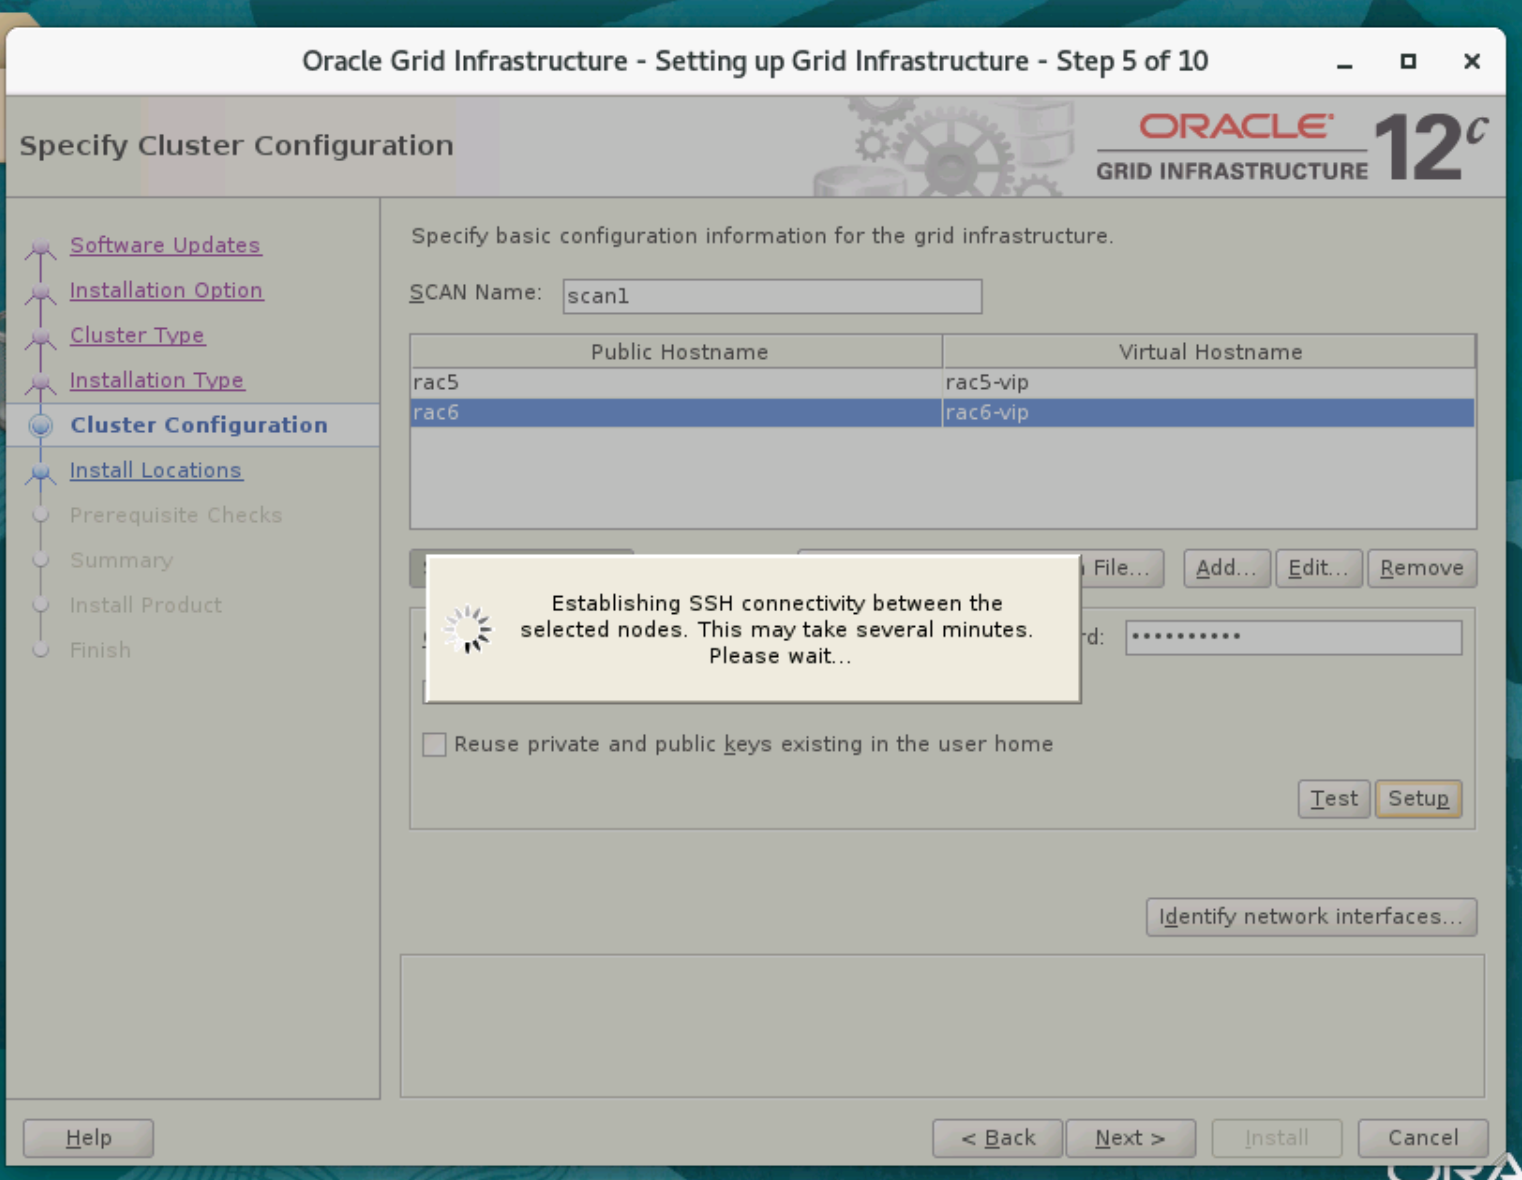 Oracle Grid Infrastructure - Setting up Grid Infrastructure - Step 5 of 10
Specify Cluster Configuration
ORACLE
GRID INFRASTRUCTURE
12c
Software Updates
Installation Option
Cluster Type
Installation Type
Cluster Configuration
Install Locations
Prerequisite Checks
Summary
Install Product
Finish
Specify basic configuration information for the grid infrastructure.
SCAN Name: scan1
Public Hostname Virtual Hostname
rac5 rac5-vip
rac6 rac6-vip
File... Add... Edit... Remove
Establishing SSH connectivity between the
selected nodes. This may take several minutes.
Please wait...
rd: ••••••••••
Reuse private and public keys existing in the user home
Test Setup
Identify network interfaces...
Help < Back Next > Install Cancel